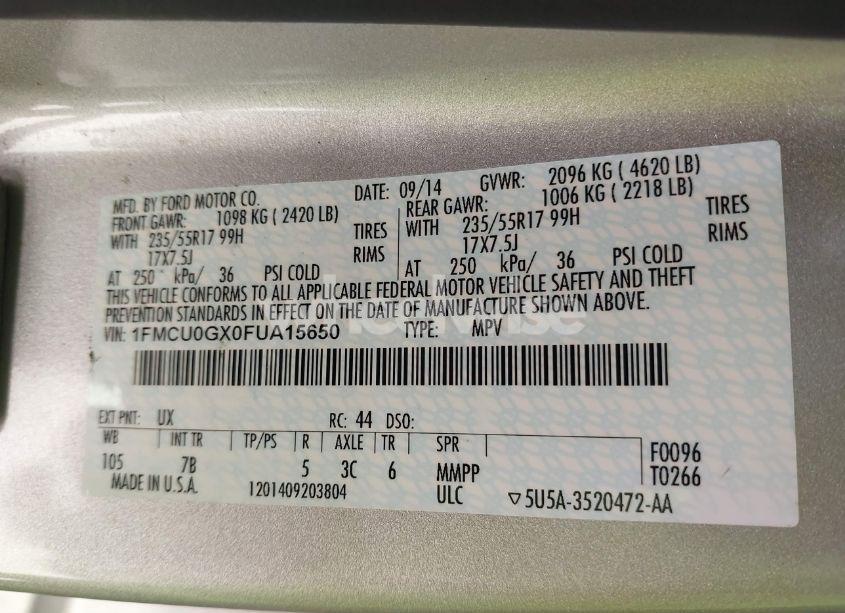 MFD. BY FORD MOTOR CO. DATE: 09/14 GVWR: 2096 KG ( 4620 LB)
FRONT GAWR: 1098 KG ( 2420 LB) REAR GAWR: 1006 KG ( 2218 LB)
WITH 235/55R17 99H TIRES WITH 235/55R17 99H TIRES
17X7.5J RIMS 17X7.5J RIMS
AT 250 kPa/ 36 PSI COLD AT 250 kPa/ 36 PSI COLD
THIS VEHICLE CONFORMS TO ALL APPLICABLE FEDERAL MOTOR VEHICLE SAFETY AND THEFT
PREVENTION STANDARDS IN EFFECT ON THE DATE OF MANUFACTURE SHOWN ABOVE.
VIN: 1FMCU0GX0FUA15650 TYPE: MPV
EXT PNT: UX RC: 44 DSO:
WB INT TR TP/PS R AXLE TR SPR F0096
105 7B 5 3C 6 MMPP T0266
MADE IN U.S.A. 1201409203804 ULC ▽5U5A-3520472-AA